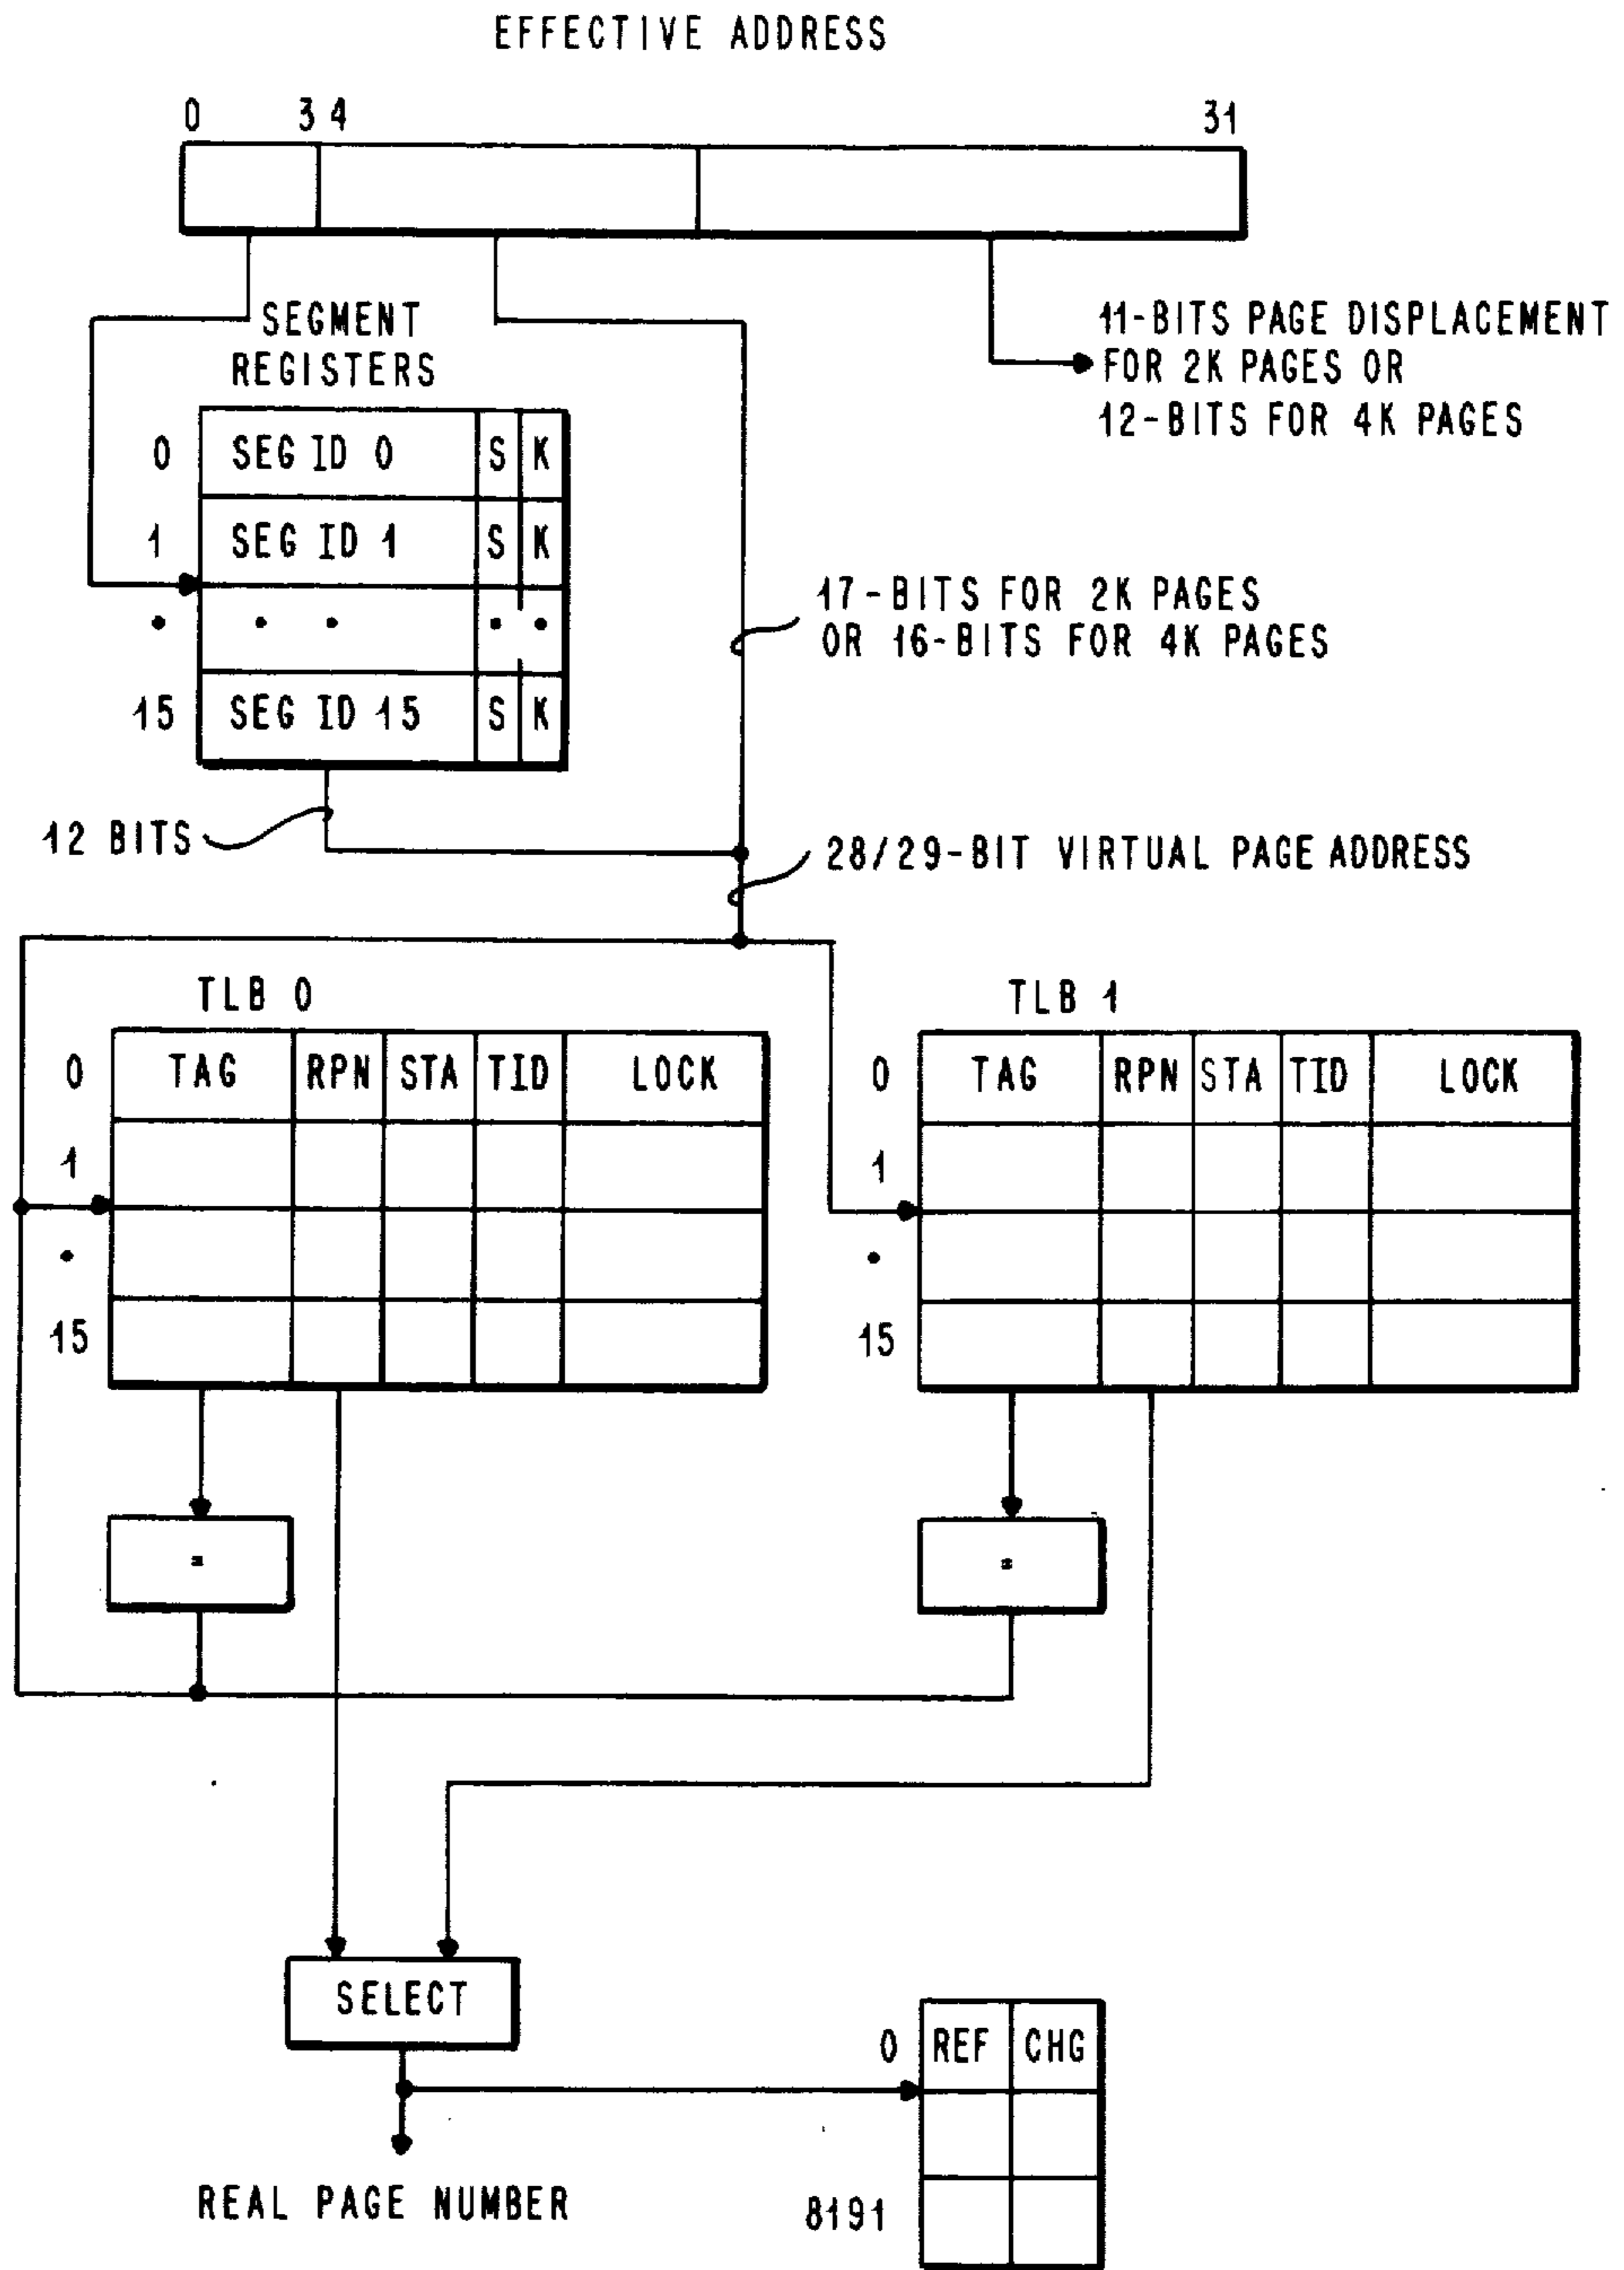 EFFECTIVE ADDRESS
0 3 4 31
SEGMENT
REGISTERS
11-BITS PAGE DISPLACEMENT
FOR 2K PAGES OR
12-BITS FOR 4K PAGES
0 SEG ID 0 S K
1 SEG ID 1 S K
17-BITS FOR 2K PAGES
OR 16-BITS FOR 4K PAGES
15 SEG ID 15 S K
12 BITS
28/29-BIT VIRTUAL PAGE ADDRESS
TLB 0
0 TAG RPN STA TID LOCK
1
15
TLB 1
0 TAG RPN STA TID LOCK
1
15
=
=
SELECT
0 REF CHG
8191
REAL PAGE NUMBER